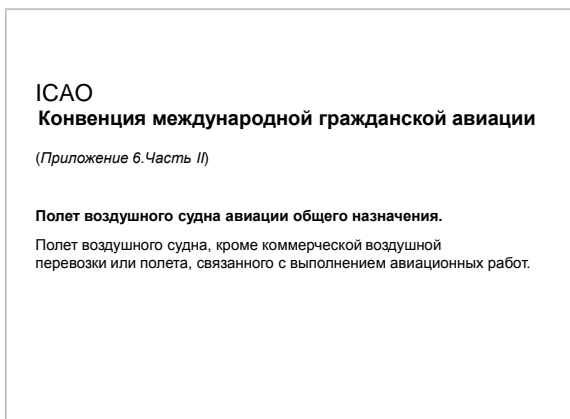 ICAO
Конвенция международной гражданской авиации
(Приложение 6.Часть II)
Полет воздушного судна авиации общего назначения.
Полет воздушного судна, кроме коммерческой воздушной
перевозки или полета, связанного с выполнением авиационных работ.